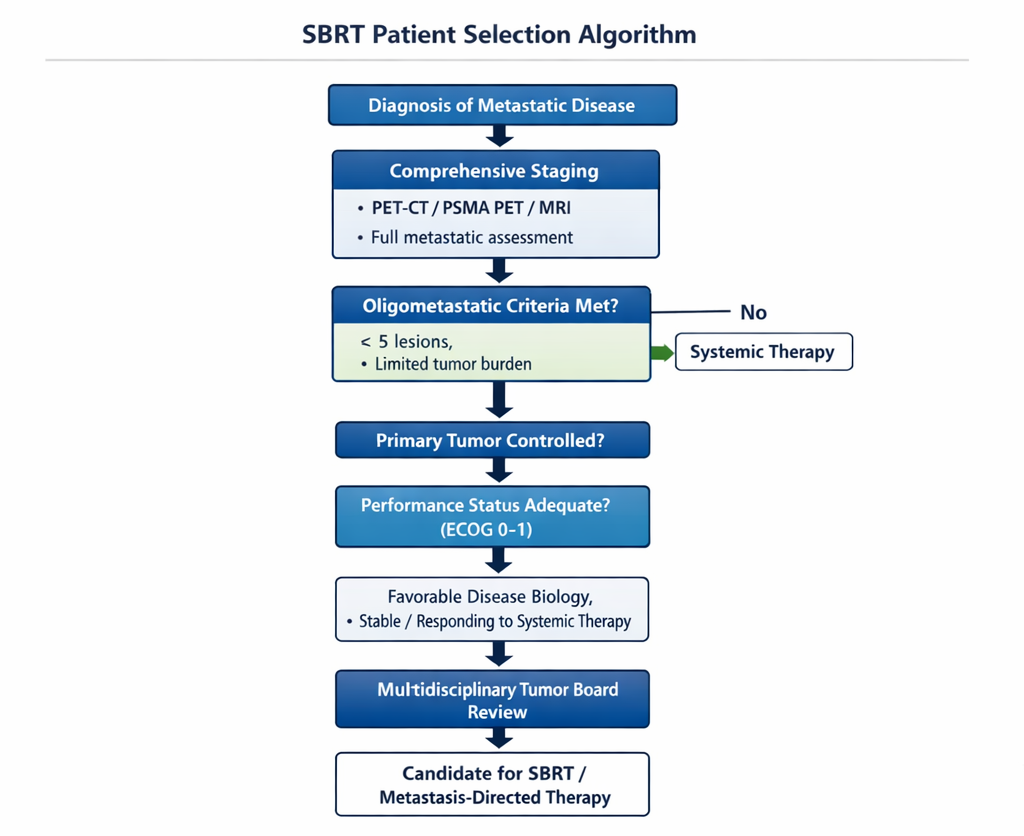 SBRT Patient Selection Algorithm
Diagnosis of Metastatic Disease
Comprehensive Staging
• PET-CT / PSMA PET / MRI
• Full metastatic assessment
Oligometastatic Criteria Met?
No
< 5 lesions,
• Limited tumor burden
Systemic Therapy
Primary Tumor Controlled?
Performance Status Adequate?
(ECOG 0-1)
Favorable Disease Biology,
• Stable / Responding to Systemic Therapy
Multidisciplinary Tumor Board
Review
Candidate for SBRT /
Metastasis-Directed Therapy